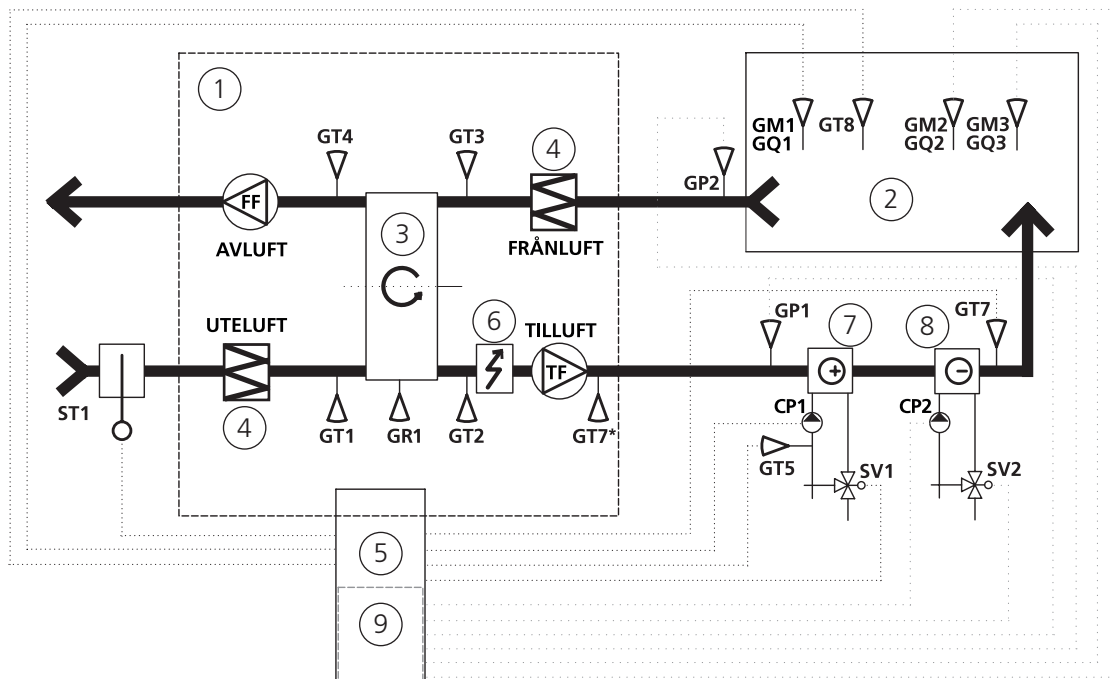 1
GM1
GQ1
GT8
GM2
GQ2
GM3
GQ3
GT4
GT3
4
GP2
2
FF
3
AVLUFT
FRÅNLUFT
UTELUFT
6
TILLUFT
GP1
7
8
GT7
ST1
TF
4
GT1
GR1
GT2
GT7*
CP1
CP2
GT5
SV1
SV2
5
9